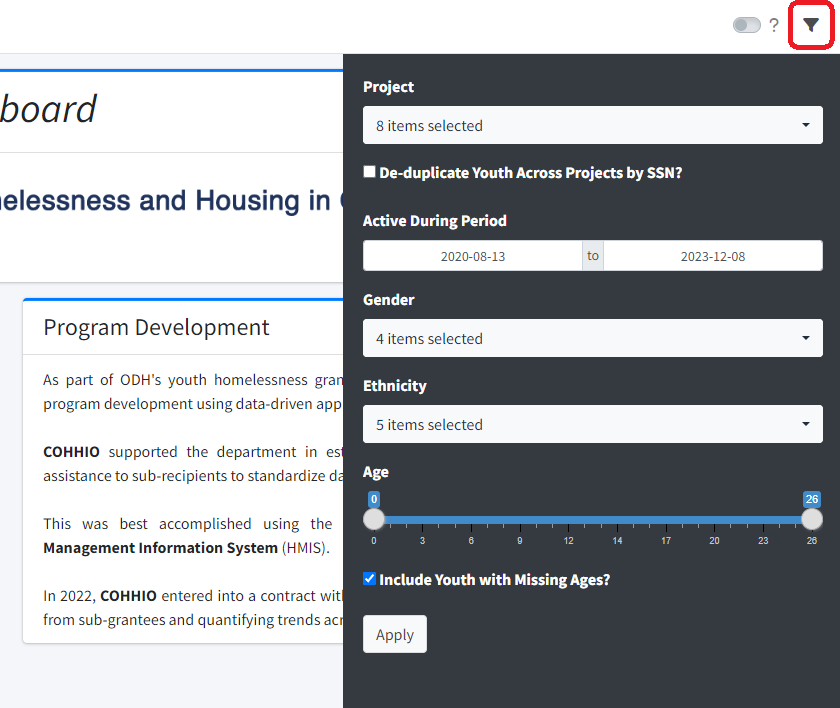 ?
board
elessness and Housing in
Program Development
As part of ODH's youth homelessness gran
program development using data-driven app
COHHIO supported the department in est
assistance to sub-recipients to standardize da
This was best accomplished using the
Management Information System (HMIS).
In 2022, COHHIO entered into a contract with
from sub-grantees and quantifying trends acr
Project
8 items selected
De-duplicate Youth Across Projects by SSN?
Active During Period
2020-08-13 to 2023-12-08
Gender
4 items selected
Ethnicity
5 items selected
Age
0 26
0 3 6 9 12 14 17 20 23 26
Include Youth with Missing Ages?
Apply